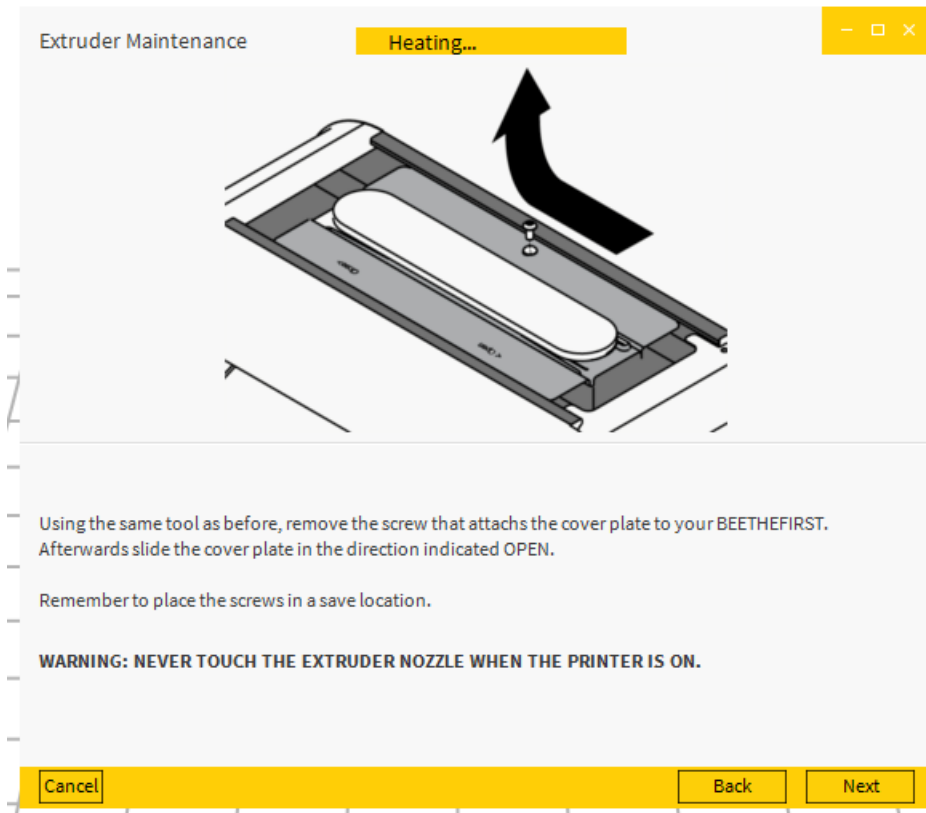 Extruder Maintenance
Heating...
Using the same tool as before, remove the screw that attachs the cover plate to your BEETHEFIRST.
Afterwards slide the cover plate in the direction indicated OPEN.
Remember to place the screws in a save location.
WARNING: NEVER TOUCH THE EXTRUDER NOZZLE WHEN THE PRINTER IS ON.
Cancel
Back
Next